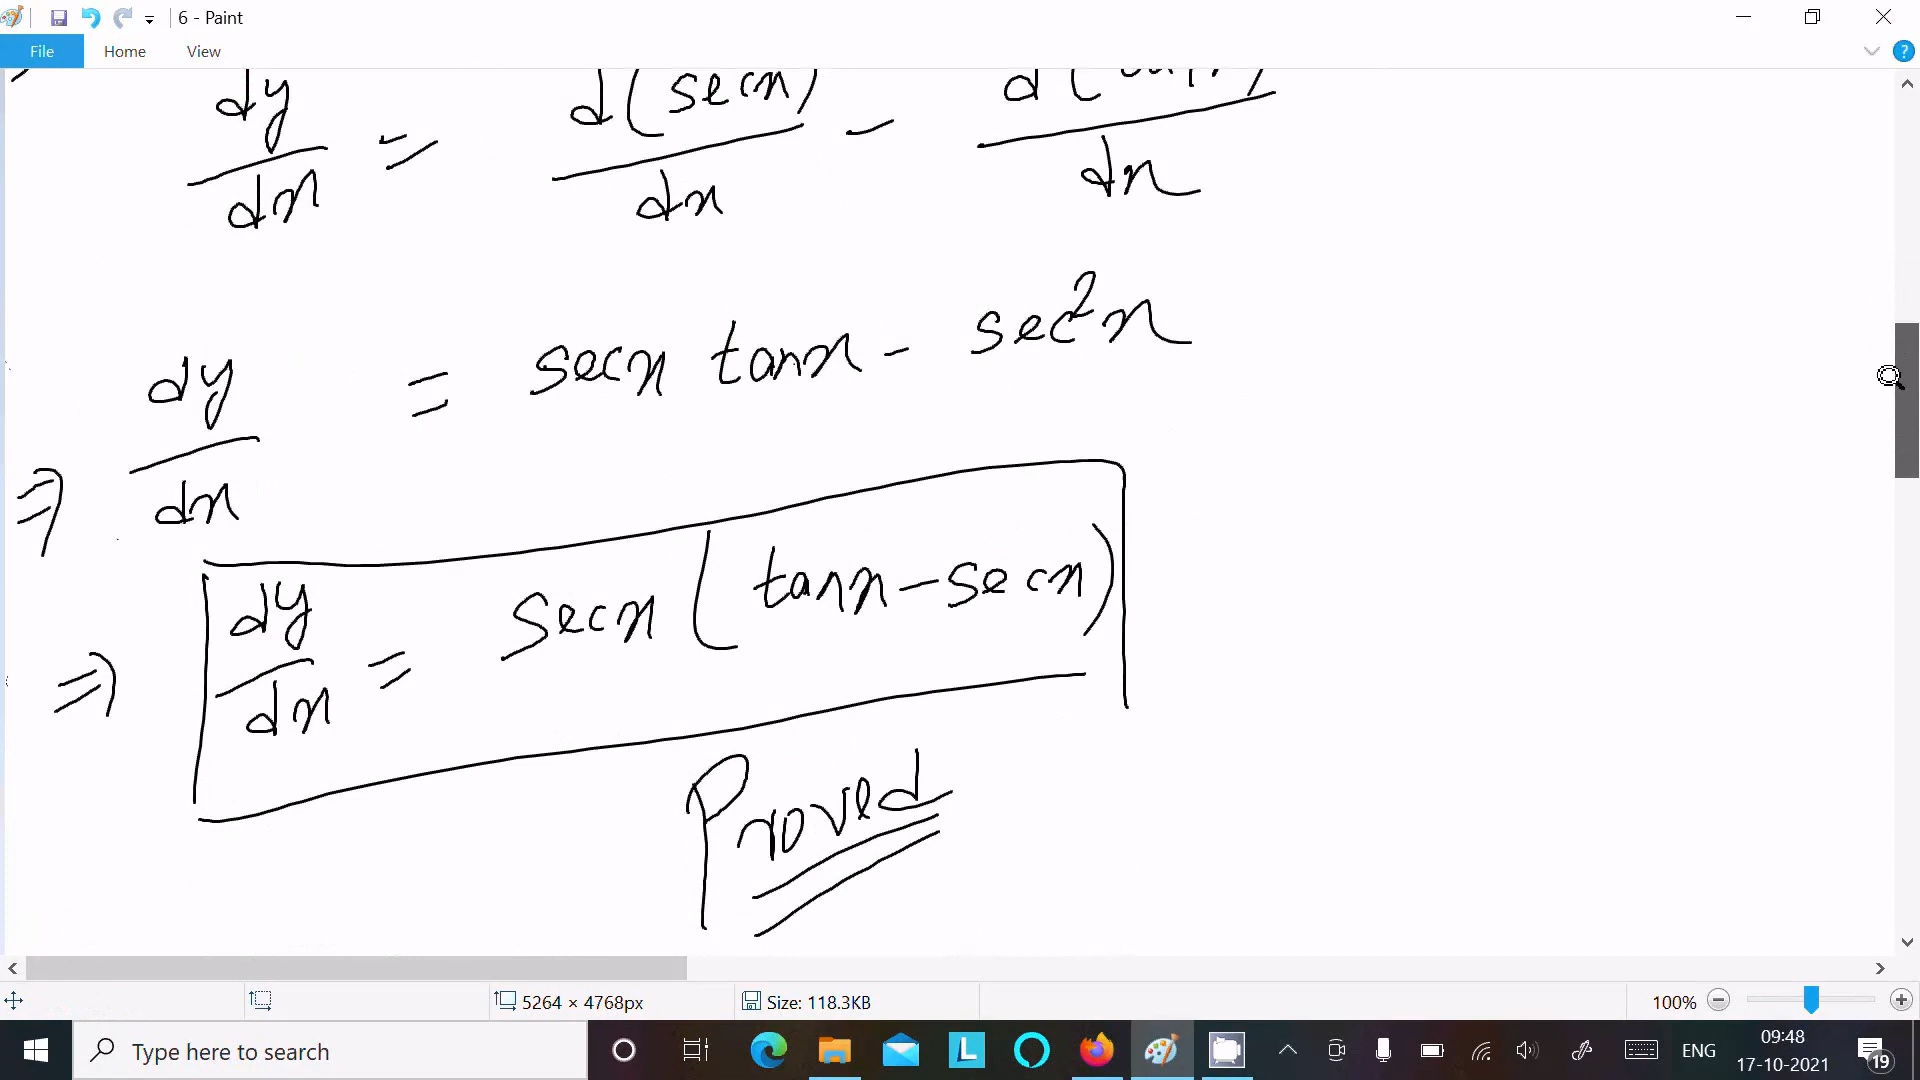 6 - Paint
File Home View
dy/dx = d(secx)/dx - d(tanx)/dx
dy/dx = secx tanx - sec²x
⇒
⇒ dy/dx = secx (tanx - secx)
Proved
5264 × 4768px Size: 118.3KB 100%
Type here to search
L
ENG 09:48
17-10-2021
19